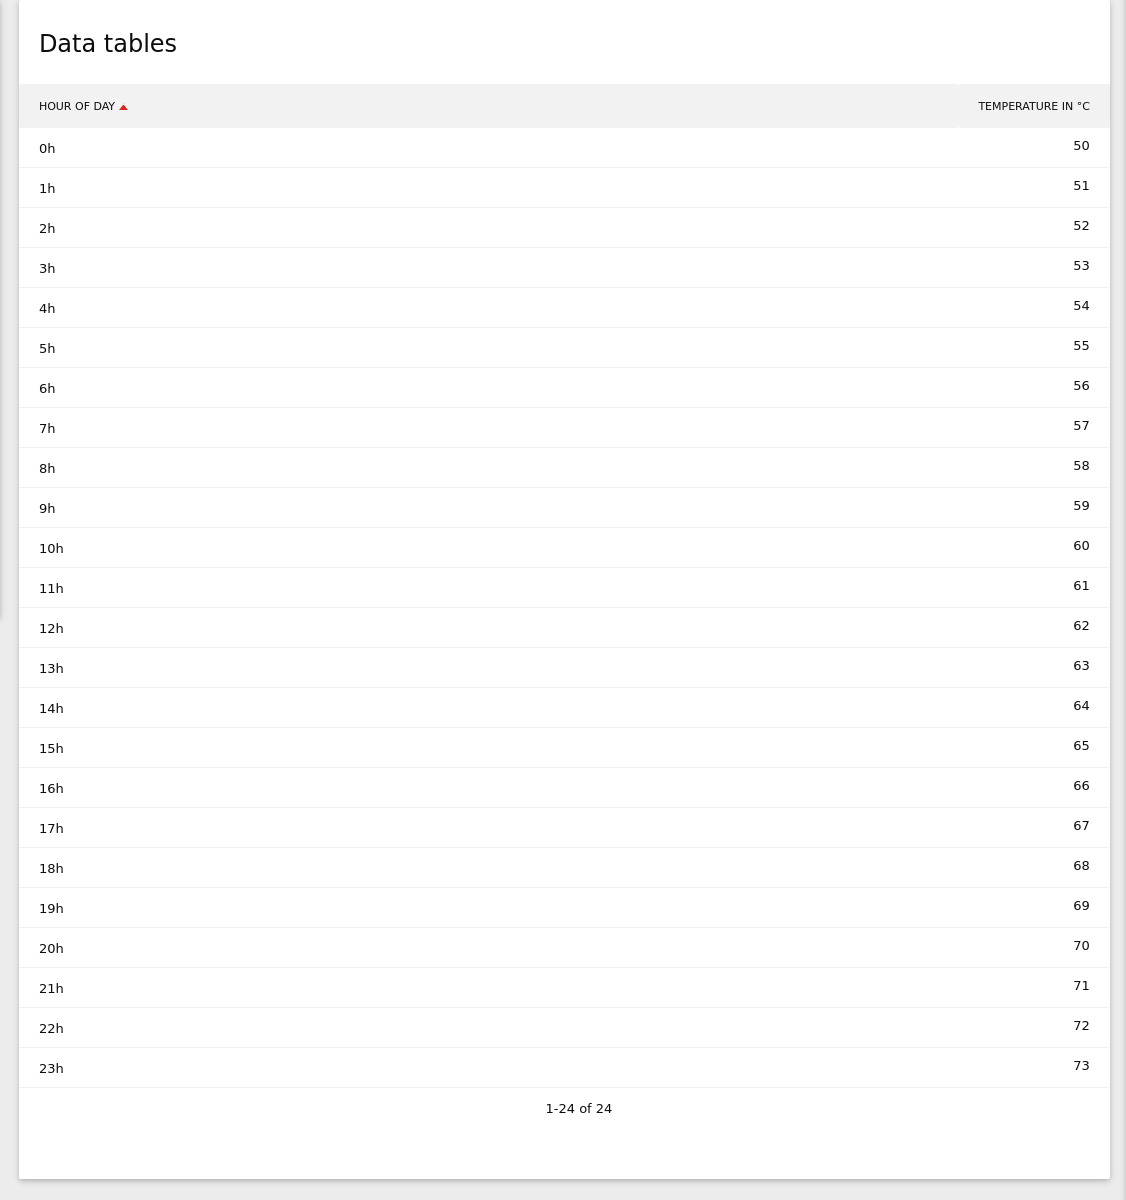 Data tables
HOUR OF DAY TEMPERATURE IN °C
0h 50
1h 51
2h 52
3h 53
4h 54
5h 55
6h 56
7h 57
8h 58
9h 59
10h 60
11h 61
12h 62
13h 63
14h 64
15h 65
16h 66
17h 67
18h 68
19h 69
20h 70
21h 71
22h 72
23h 73
1-24 of 24